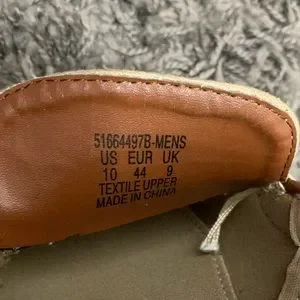 51664497B-MENS
US EUR UK
10 44 9
TEXTILE UPPER
MADE IN CHINA